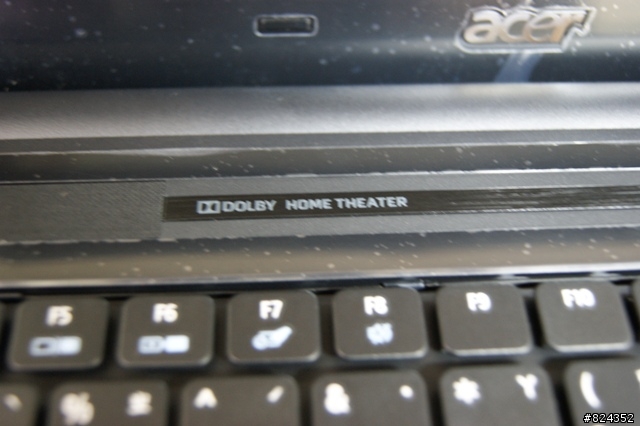 acer
DOLBY HOME THEATER
F5 F6 F7 F8 F9 F10
% ^ & * (
#824352